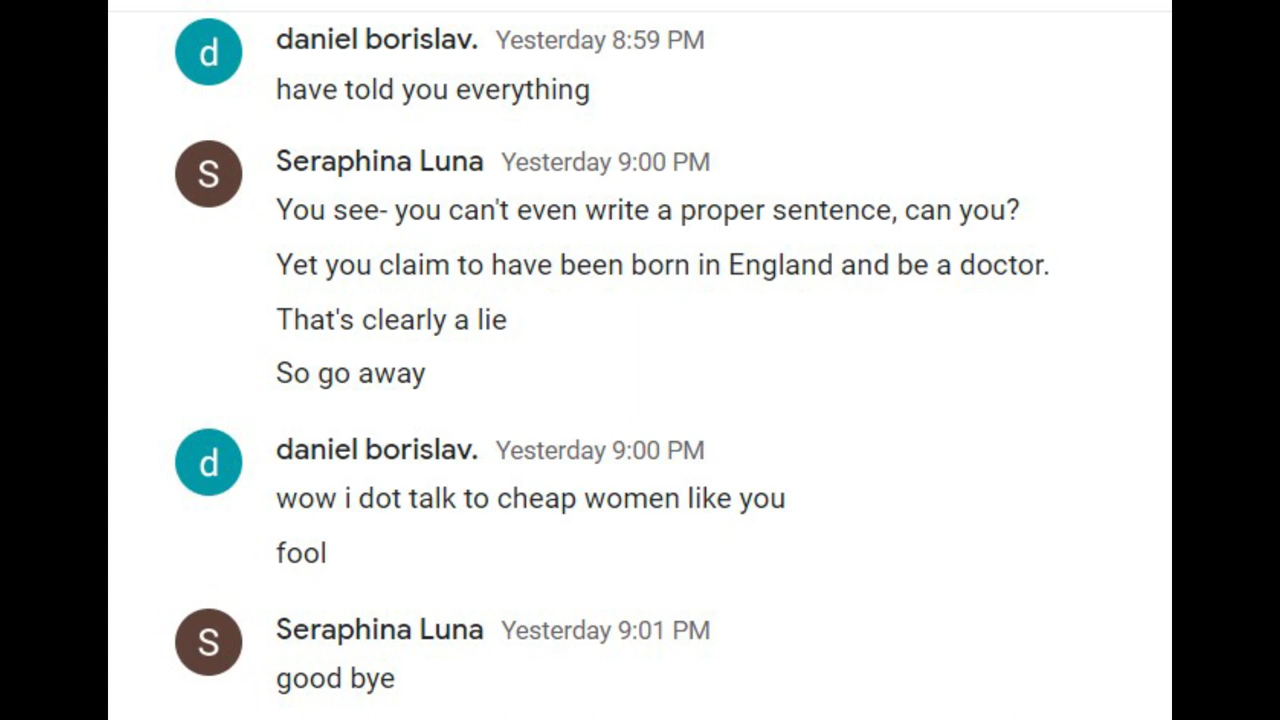 d
daniel borislav. Yesterday 8:59 PM
have told you everything
S
Seraphina Luna Yesterday 9:00 PM
You see- you can't even write a proper sentence, can you?
Yet you claim to have been born in England and be a doctor.
That's clearly a lie
So go away
d
daniel borislav. Yesterday 9:00 PM
wow i dot talk to cheap women like you
fool
S
Seraphina Luna Yesterday 9:01 PM
good bye